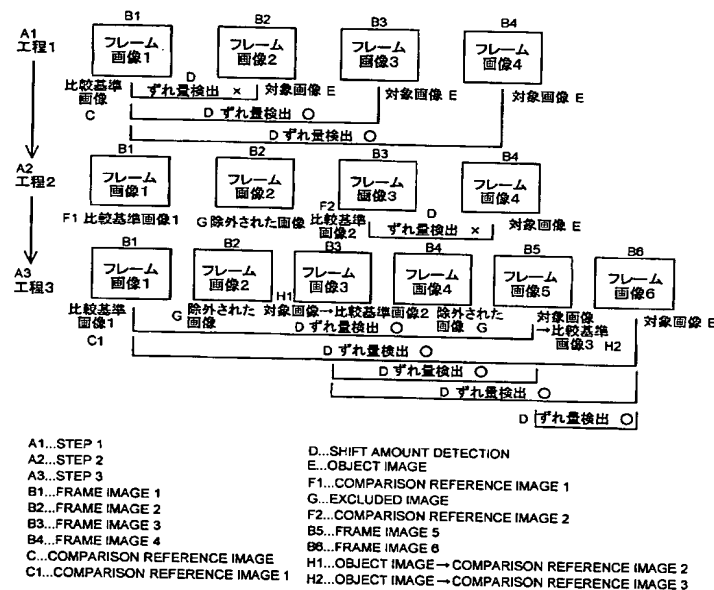 B1 B2 B3 B4
A1
工程1
フレーム
画像1
フレーム
画像2
フレーム
画像3
フレーム
画像4
比較基準
画像
C
D
ずれ量検出 ×
対象画像 E
対象画像 E
対象画像 E
D ずれ量検出 〇
D ずれ量検出 〇
B1 B2 B3 B4
A2
工程2
フレーム
画像1
フレーム
画像2
フレーム
画像3
フレーム
画像4
F1 比較基準画像1
G 除外された画像
F2
比較基準
画像2
D
ずれ量検出 ×
対象画像 E
B1 B2 B3 B4 B5 B6
A3
工程3
フレーム
画像1
フレーム
画像2
フレーム
画像3
フレーム
画像4
フレーム
画像5
フレーム
画像6
比較基準
画像1
C1
G 除外された
画像
H1
対象画像→比較基準画像2
除外された
画像 G
対象画像
→比較基準
画像3 H2
対象画像 E
D ずれ量検出 〇
D ずれ量検出 〇
D ずれ量検出 〇
D ずれ量検出 〇
D ずれ量検出 〇
A1...STEP 1
A2...STEP 2
A3...STEP 3
B1...FRAME IMAGE 1
B2...FRAME IMAGE 2
B3...FRAME IMAGE 3
B4...FRAME IMAGE 4
C...COMPARISON REFERENCE IMAGE
C1...COMPARISON REFERENCE IMAGE 1
D...SHIFT AMOUNT DETECTION
E...OBJECT IMAGE
F1...COMPARISON REFERENCE IMAGE 1
G...EXCLUDED IMAGE
F2...COMPARISON REFERENCE IMAGE 2
B5...FRAME IMAGE 5
B6...FRAME IMAGE 6
H1...OBJECT IMAGE→COMPARISON REFERENCE IMAGE 2
H2...OBJECT IMAGE→COMPARISON REFERENCE IMAGE 3